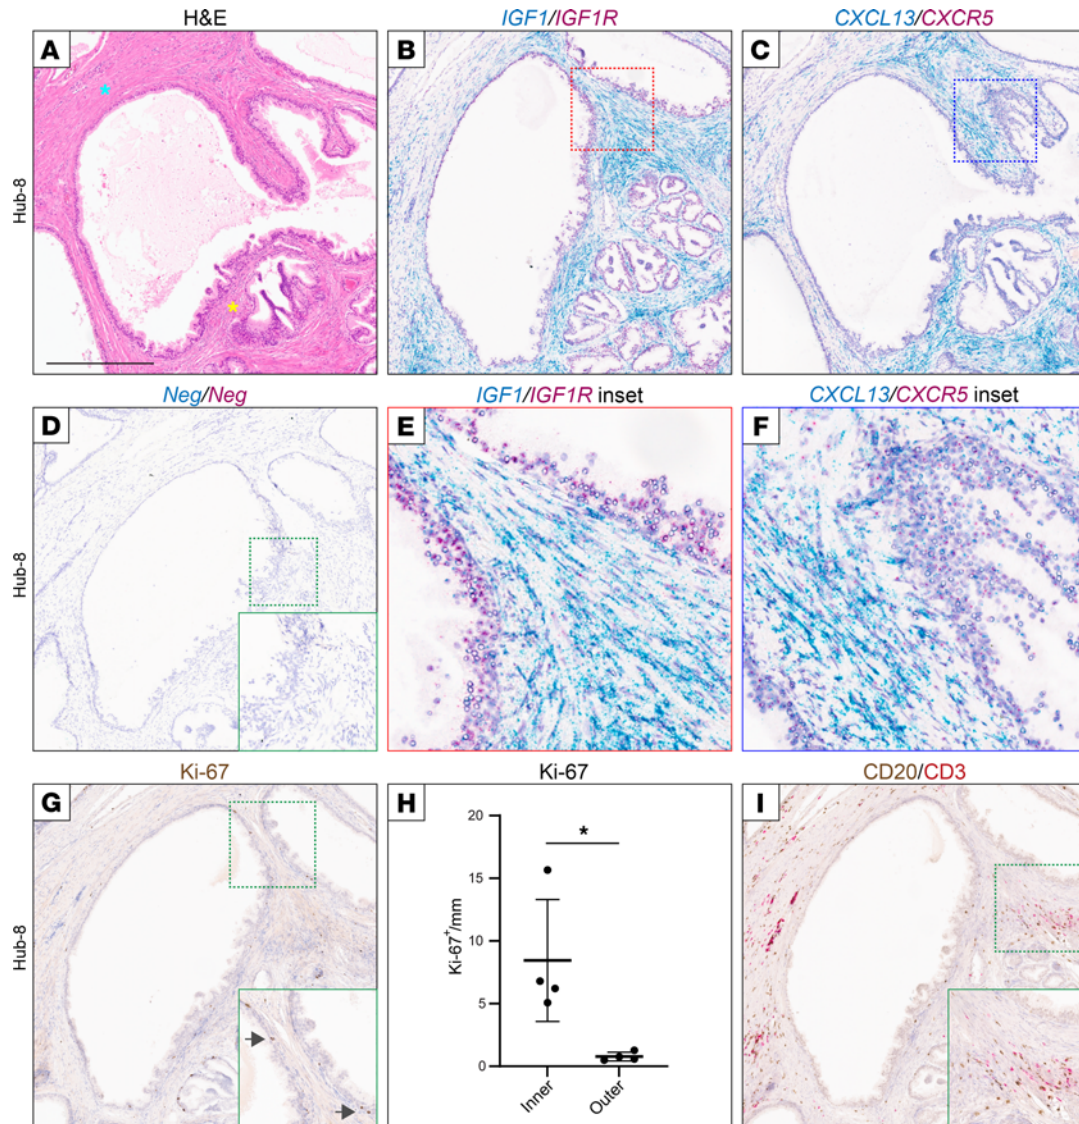 H&E
IGF1/IGF1R
CXCL13/CXCR5
A
B
C
Hub-8
Neg/Neg
IGF1/IGF1R inset
CXCL13/CXCR5 inset
D
E
F
Hub-8
Ki-67
Ki-67
CD20/CD3
G
H
I
Hub-8
*
20
15
10
5
0
Ki-67+/mm
Inner
Outer